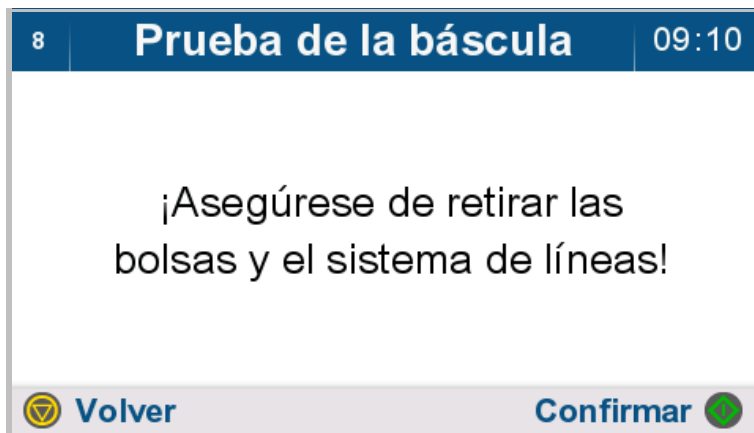 8 Prueba de la báscula 09:10
¡Asegúrese de retirar las
bolsas y el sistema de líneas!
Volver Confirmar